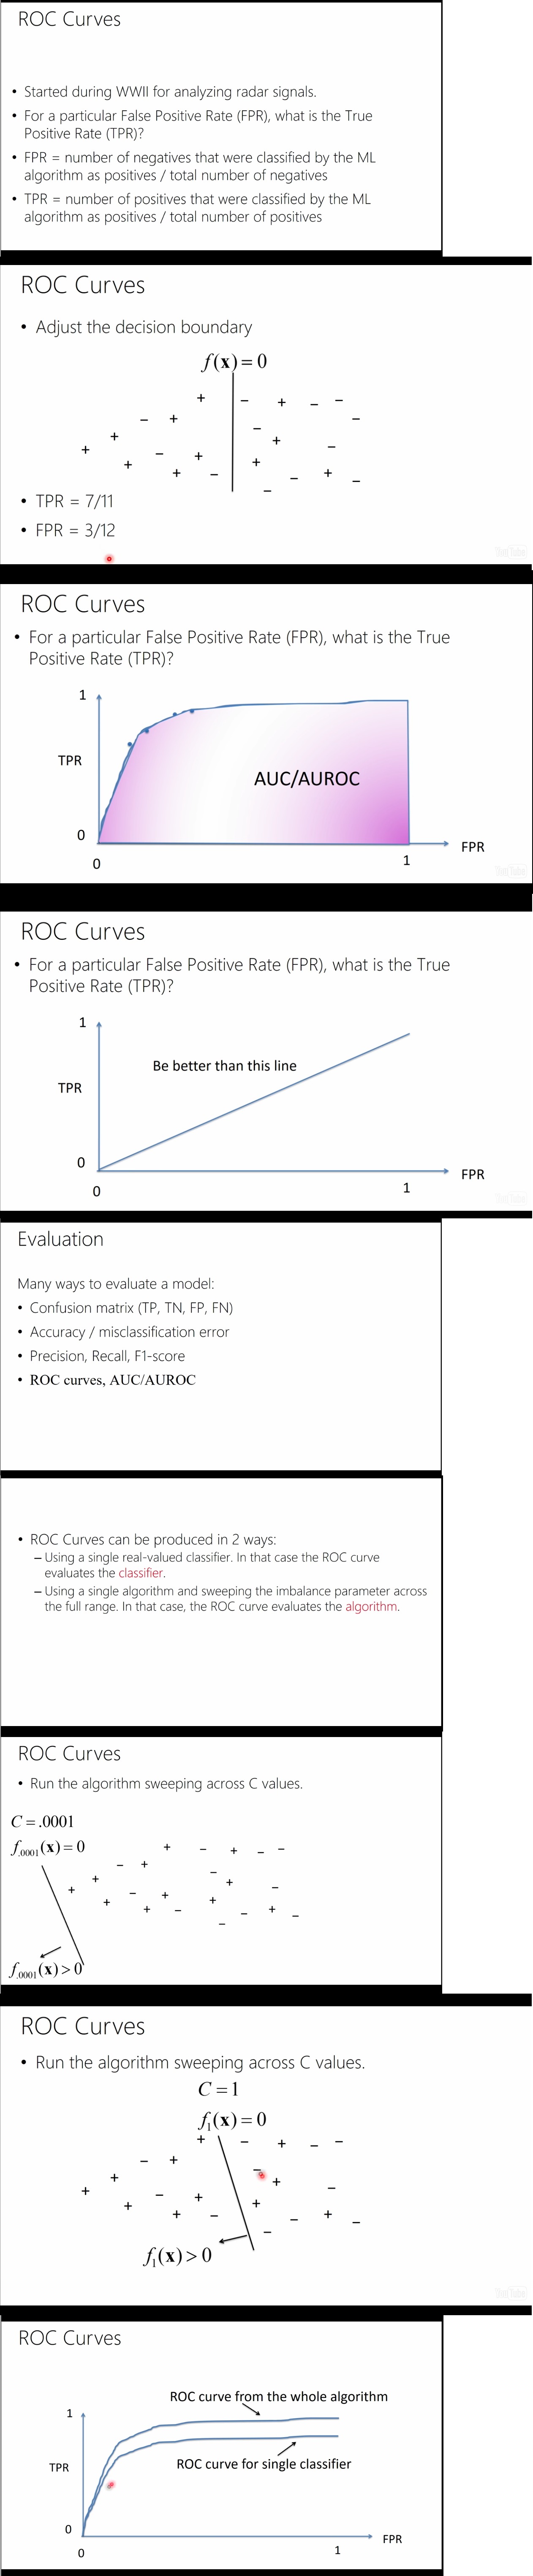 ROC Curves
• Started during WWII for analyzing radar signals.
• For a particular False Positive Rate (FPR), what is the True
Positive Rate (TPR)?
• FPR = number of negatives that were classified by the ML
algorithm as positives / total number of negatives
• TPR = number of positives that were classified by the ML
algorithm as positives / total number of positives
ROC Curves
• Adjust the decision boundary
f(x) = 0
• TPR = 7/11
• FPR = 3/12
ROC Curves
• For a particular False Positive Rate (FPR), what is the True
Positive Rate (TPR)?
1
TPR
AUC/AUROC
0
FPR
0
1
ROC Curves
• For a particular False Positive Rate (FPR), what is the True
Positive Rate (TPR)?
1
Be better than this line
TPR
0
FPR
0
1
Evaluation
Many ways to evaluate a model:
• Confusion matrix (TP, TN, FP, FN)
• Accuracy / misclassification error
• Precision, Recall, F1-score
• ROC curves, AUC/AUROC
• ROC Curves can be produced in 2 ways:
– Using a single real-valued classifier. In that case the ROC curve
evaluates the classifier.
– Using a single algorithm and sweeping the imbalance parameter across
the full range. In that case, the ROC curve evaluates the algorithm.
ROC Curves
• Run the algorithm sweeping across C values.
C = .0001
f.0001(x) = 0
f.0001(x) > 0
ROC Curves
• Run the algorithm sweeping across C values.
C = 1
f1(x) = 0
f1(x) > 0
ROC Curves
ROC curve from the whole algorithm
1
ROC curve for single classifier
TPR
0
FPR
0
1